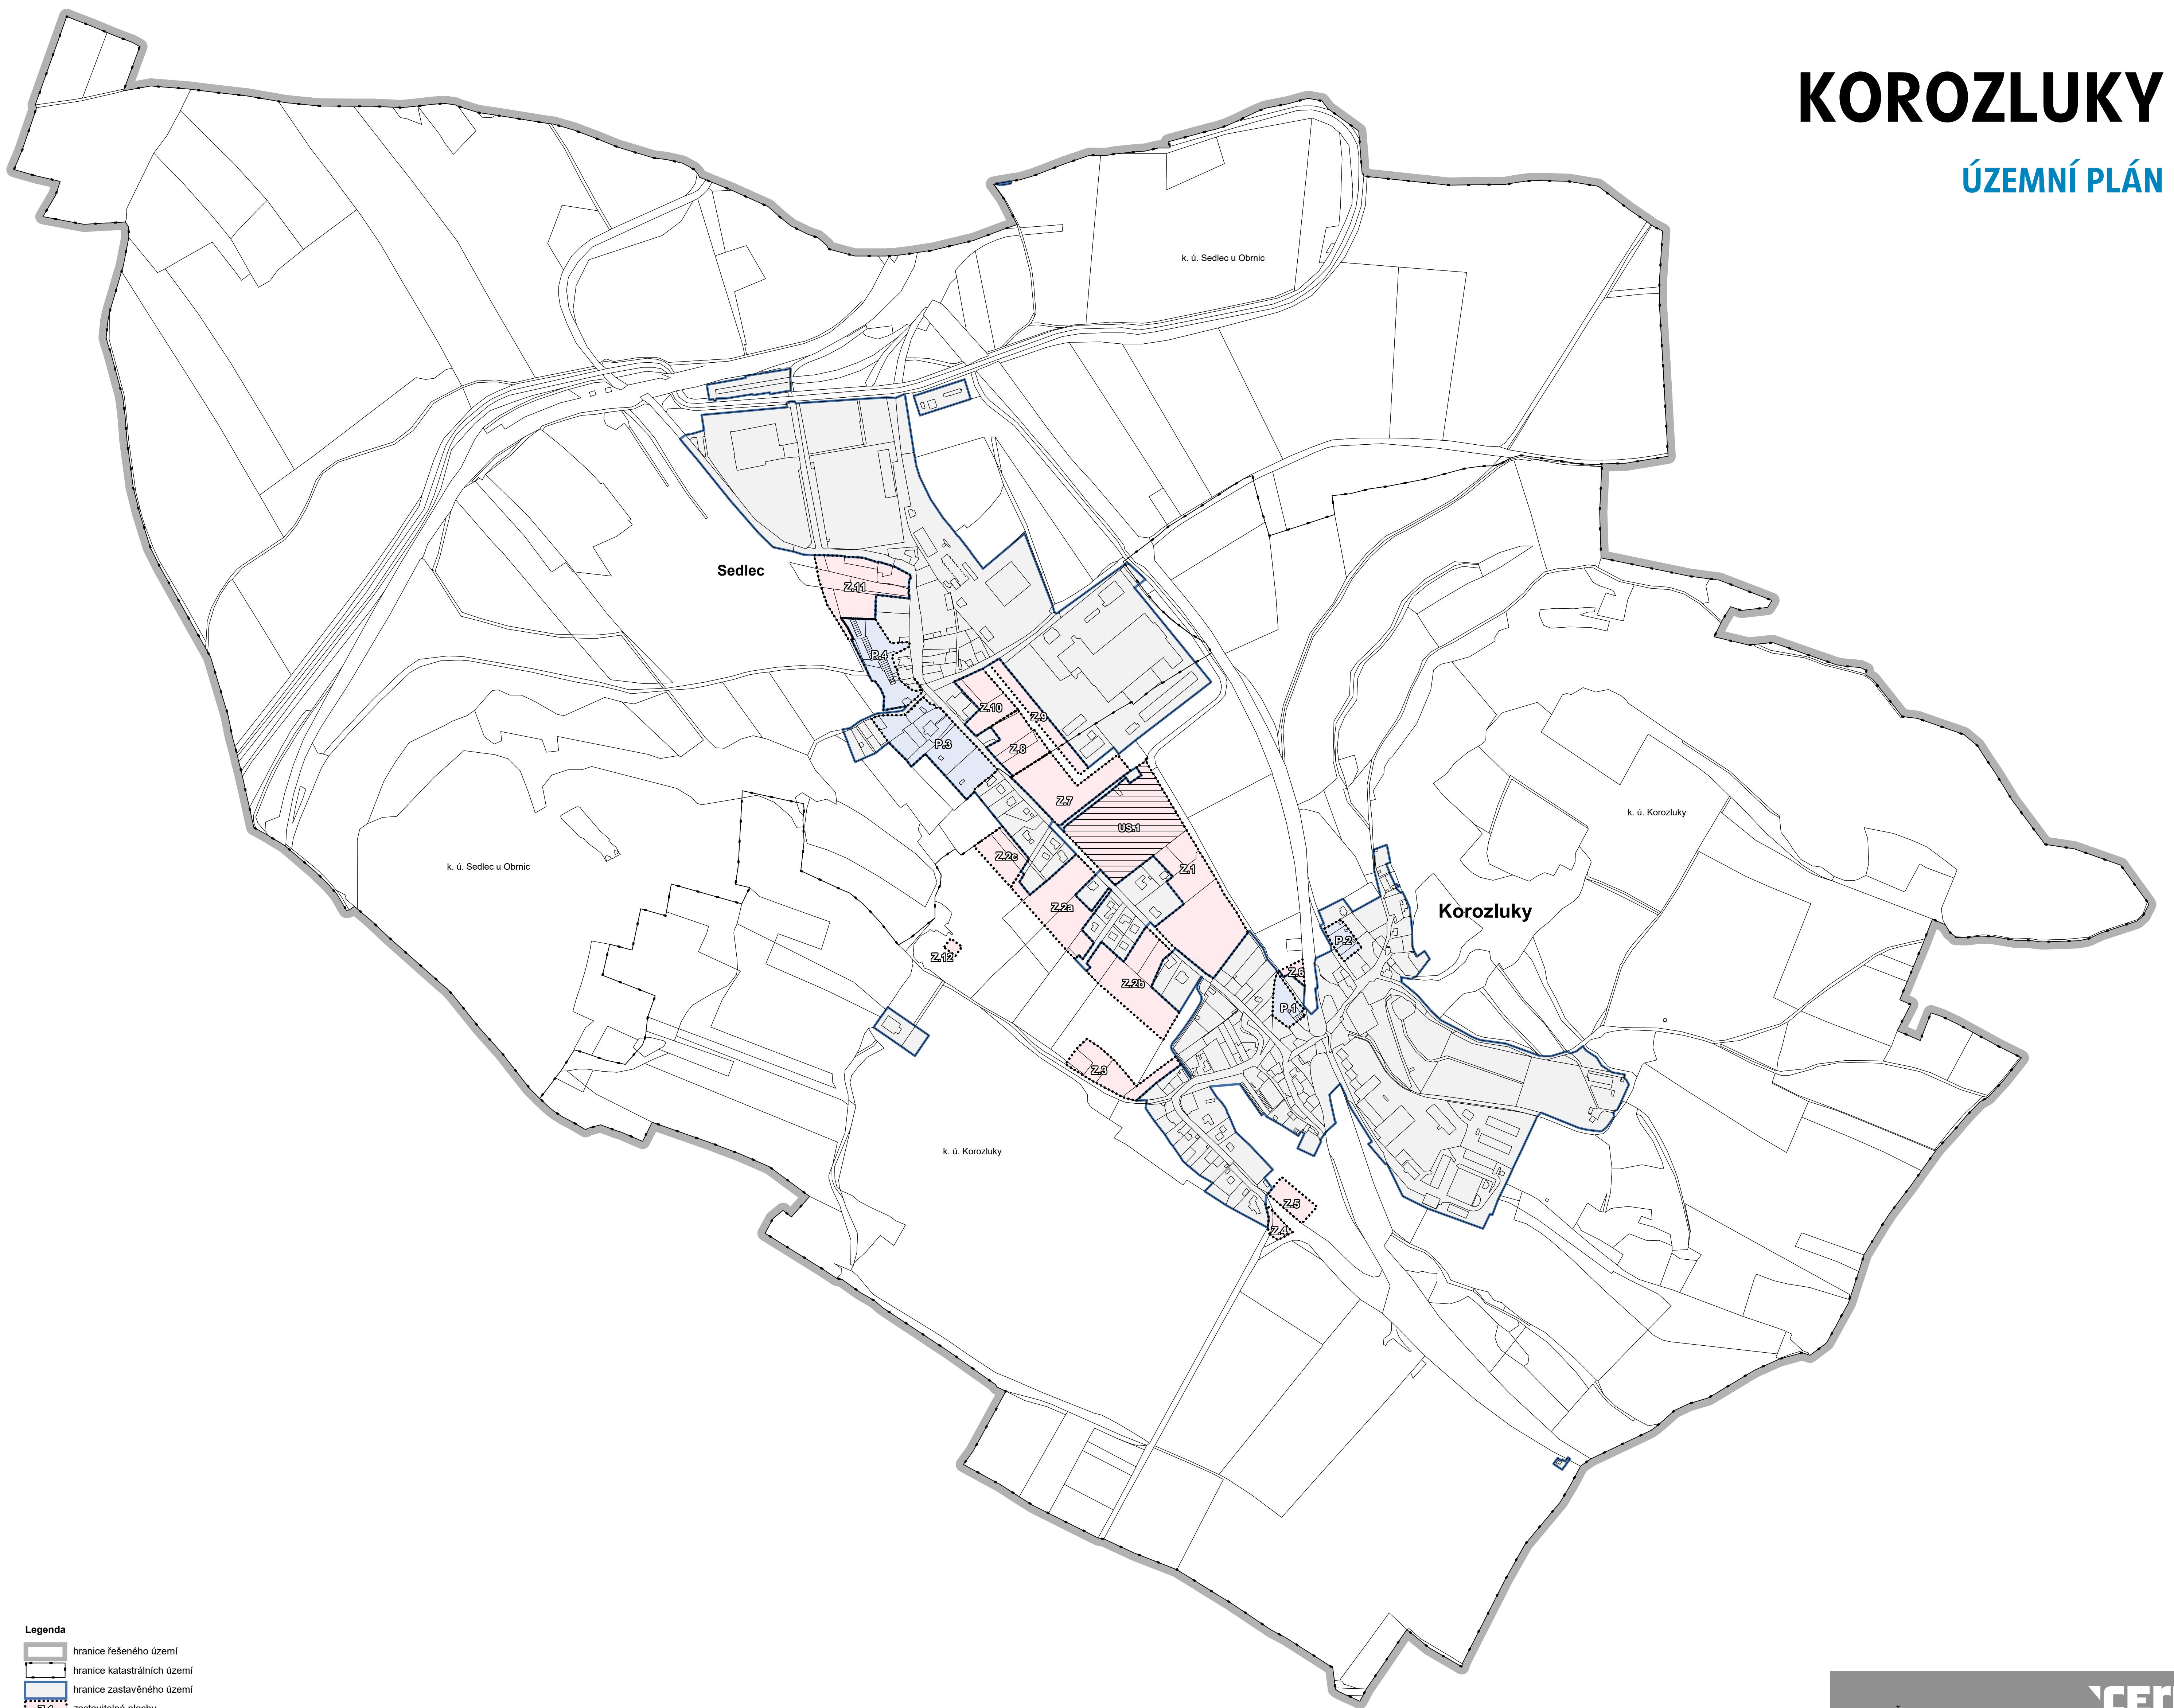 KOROZLUKY
ÚZEMNÍ PLÁN
k. ú. Sedlec u Obrnic
Sedlec
Z.11
P.4
Z.10
Z.9
P.3
Z.8
Z.7
k. ú. Korozluky
US.1
Z.2c
Z.1
k. ú. Sedlec u Obrnic
Z.2a
Korozluky
P.2
Z.12
Z.6
Z.2b
P.1
Z.3
k. ú. Korozluky
Z.5
Z.4
Legenda
hranice řešeného území
hranice katastrálních území
hranice zastavěného území